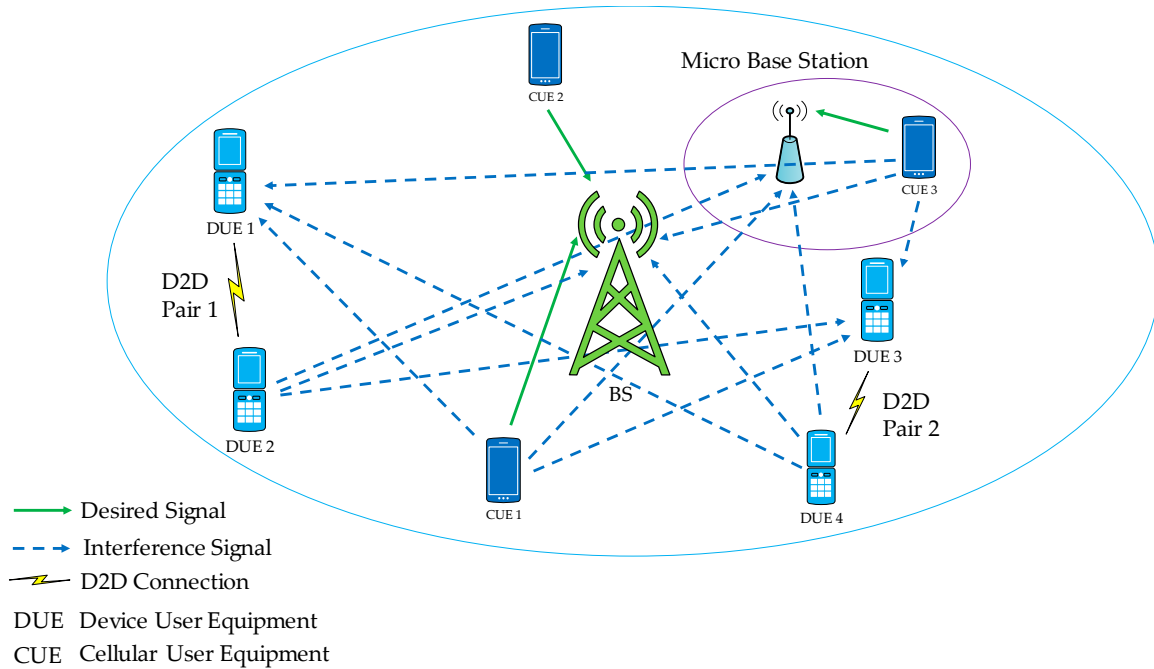 Micro Base Station
CUE 2
CUE 3
DUE 1
D2D
Pair 1
DUE 3
BS
D2D
Pair 2
DUE 2
CUE 1
DUE 4
Desired Signal
Interference Signal
D2D Connection
DUE Device User Equipment
CUE Cellular User Equipment